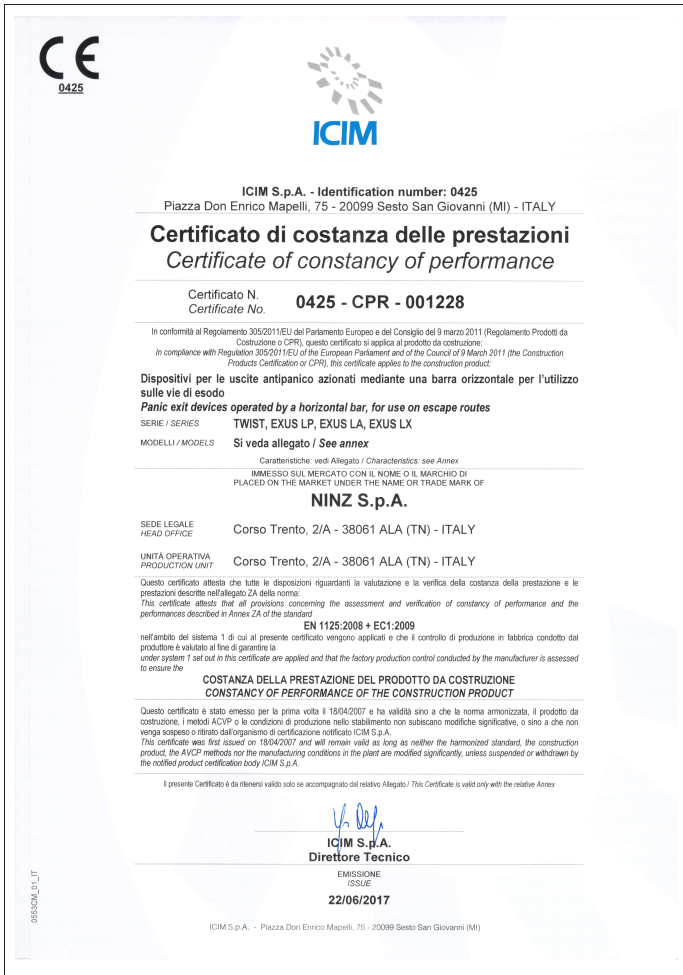 CE
0425
ICIM
ICIM S.p.A. - Identification number: 0425
Piazza Don Enrico Mapelli, 75 - 20099 Sesto San Giovanni (MI) - ITALY
Certificato di costanza delle prestazioni
Certificate of constancy of performance
Certificato N.
Certificate No.
0425 - CPR - 001228
In conformità al Regolamento 305/2011/EU del Parlamento Europeo e del Consiglio del 9 marzo 2011 (Regolamento Prodotti da
Costruzione o CPR), questo certificato si applica al prodotto da costruzione:
In compliance with Regulation 305/2011/EU of the European Parliament and of the Council of 9 March 2011 (the Construction
Products Certification or CPR), this certificate applies to the construction product:
Dispositivi per le uscite antipanico azionati mediante una barra orizzontale per l'utilizzo
sulle vie di esodo
Panic exit devices operated by a horizontal bar, for use on escape routes
SERIE / SERIES TWIST, EXUS LP, EXUS LA, EXUS LX
MODELLI / MODELS Si veda allegato / See annex
Caratteristiche: vedi Allegato / Characteristics: see Annex
IMMESSO SUL MERCATO CON IL NOME O IL MARCHIO DI
PLACED ON THE MARKET UNDER THE NAME OR TRADE MARK OF
NINZ S.p.A.
SEDE LEGALE
HEAD OFFICE
Corso Trento, 2/A - 38061 ALA (TN) - ITALY
UNITÀ OPERATIVA
PRODUCTION UNIT
Corso Trento, 2/A - 38061 ALA (TN) - ITALY
Questo certificato attesta che tutte le disposizioni riguardanti la valutazione e la verifica della costanza della prestazione e le
prestazioni descritte nell'allegato ZA della norma:
This certificate attests that all provisions concerning the assessment and verification of constancy of performance and the
performances described in Annex ZA of the standard
EN 1125:2008 + EC1:2009
nell'ambito del sistema 1 di cui al presente certificato vengono applicati e che il controllo di produzione in fabbrica condotto dal
produttore è valutato al fine di garantire la
under system 1 set out in this certificate are applied and that the factory production control conducted by the manufacturer is assessed
to ensure the
COSTANZA DELLA PRESTAZIONE DEL PRODOTTO DA COSTRUZIONE
CONSTANCY OF PERFORMANCE OF THE CONSTRUCTION PRODUCT
Questo certificato è stato emesso per la prima volta il 18/04/2007 e ha validità sino a che la norma armonizzata, il prodotto da
costruzione, i metodi ACVP o le condizioni di produzione nello stabilimento non subiscano modifiche significative, o sino a che non
venga sospeso o ritirato dall'organismo di certificazione notificato ICIM S.p.A.
This certificate was first issued on 18/04/2007 and will remain valid as long as neither the harmonized standard, the construction
product, the AVCP methods nor the manufacturing conditions in the plant are modified significantly, unless suspended or withdrawn by
the notified product certification body ICIM S.p.A.
Il presente Certificato è da ritenersi valido solo se accompagnato dal relativo Allegato / This Certificate is valid only with the relative Annex
ICIM S.p.A.
Direttore Tecnico
EMISSIONE
ISSUE
22/06/2017
0553CM_01_IT
ICIM S.p.A. - Piazza Don Enrico Mapelli, 75 - 20099 Sesto San Giovanni (MI)